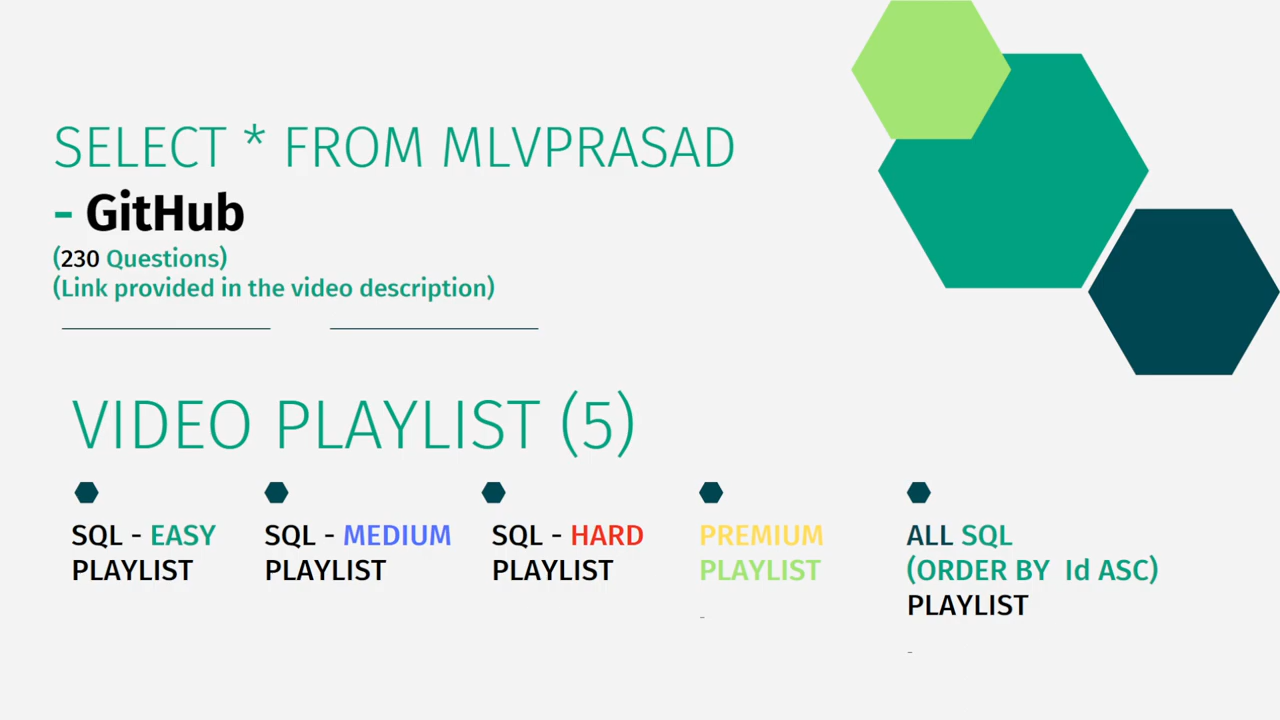 SELECT * FROM MLVPRASAD
- GitHub
(230 Questions)
(Link provided in the video description)
VIDEO PLAYLIST (5)
SQL - EASY
PLAYLIST
SQL - MEDIUM
PLAYLIST
SQL - HARD
PLAYLIST
PREMIUM
PLAYLIST
-
ALL SQL
(ORDER BY Id ASC)
PLAYLIST
-